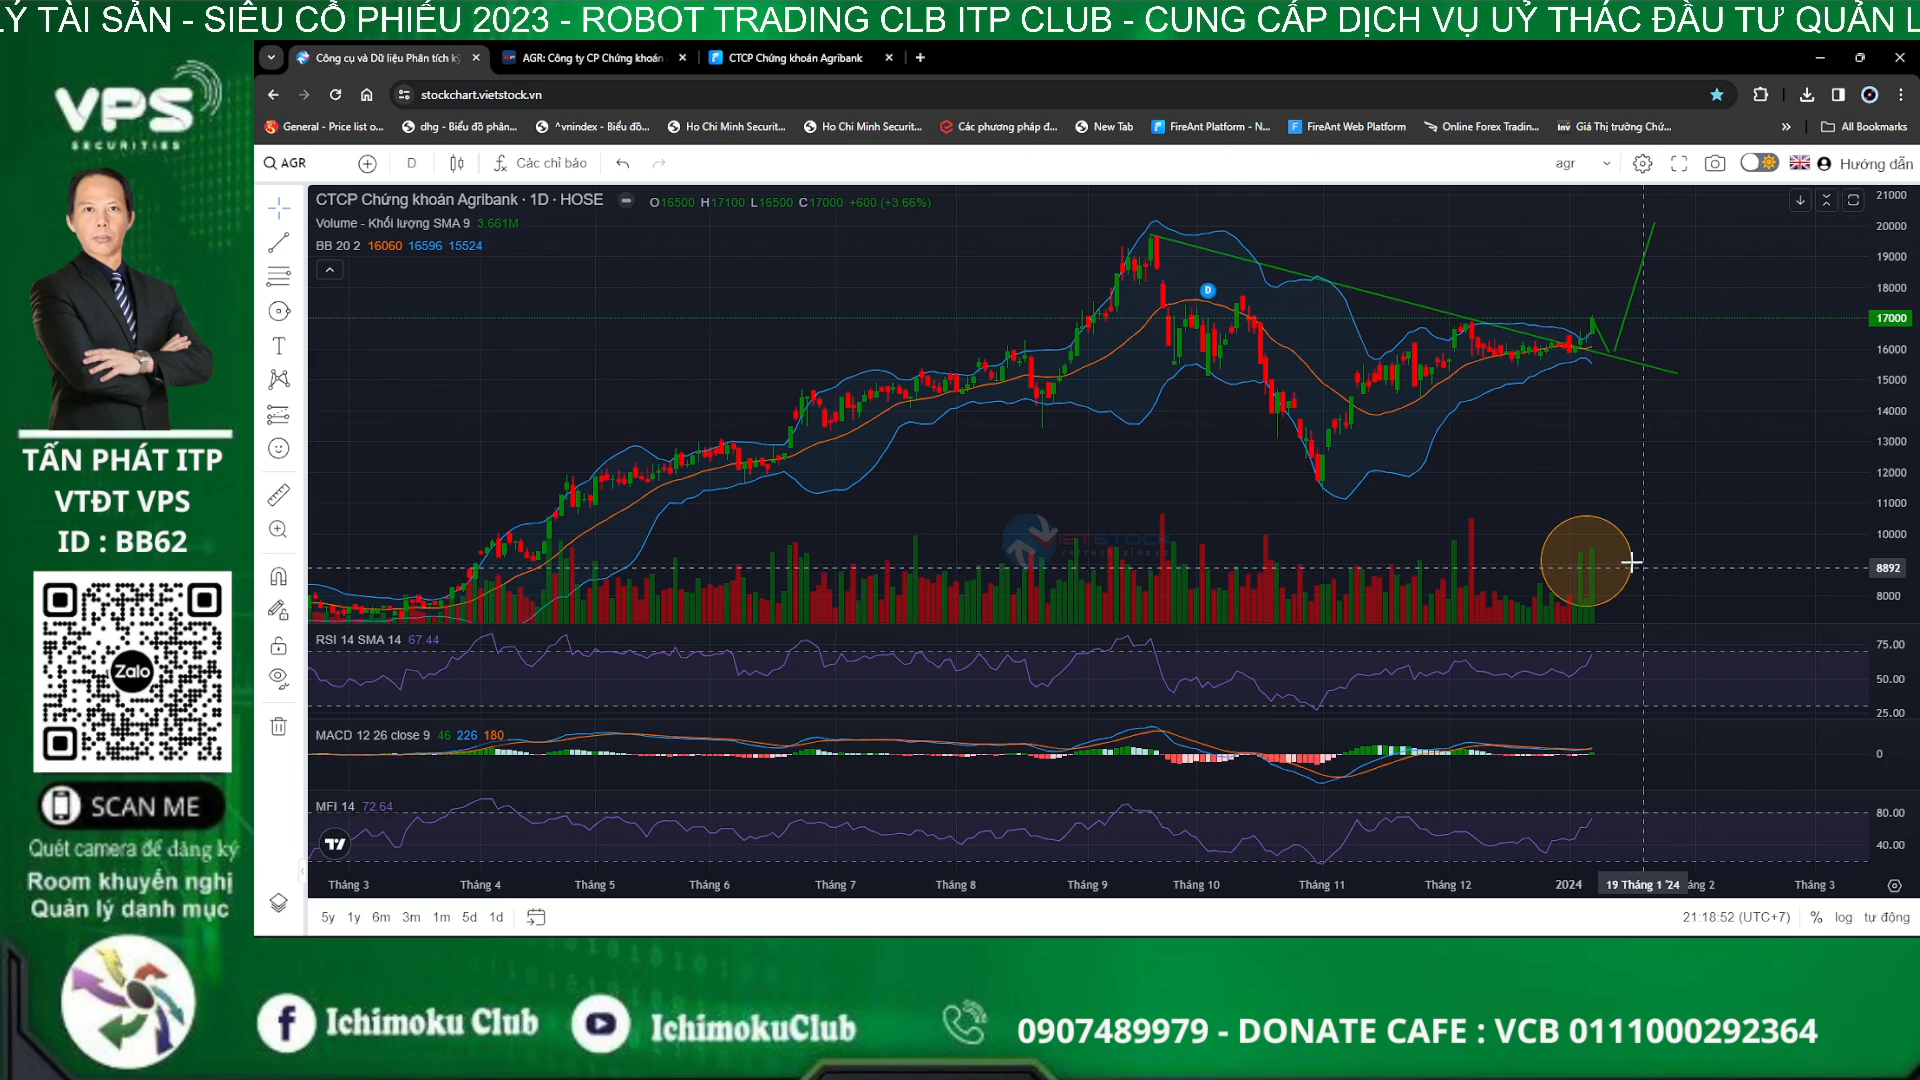 LÝ TÀI SẢN - SIÊU CỔ PHIẾU 2023 - ROBOT TRADING CLB ITP CLUB - CUNG CẤP DỊCH VỤ UỶ THÁC ĐẦU TƯ QUẢN L
VPS
SECURITIES
TẤN PHÁT ITP
VTĐT VPS
ID : BB62
Zalo
SCAN ME
Quét camera để đăng ký
Room khuyến nghị
Quản lý danh mục
Công cụ và Dữ liệu Phân tích kỹ
AGR: Công ty CP Chứng khoán
CTCP Chứng khoán Agribank
stockchart.vietstock.vn
General - Price list o...
dhg - Biểu đồ phân...
^vnindex - Biểu đồ...
Ho Chi Minh Securit...
Ho Chi Minh Securit...
Các phương pháp đ...
New Tab
FireAnt Platform - N...
FireAnt Web Platform
Online Forex Tradin...
Giá Thị trường Chứ...
All Bookmarks
AGR
D
Các chỉ báo
agr
Hướng dẫn
CTCP Chứng khoán Agribank · 1D · HOSE
O16500 H17100 L16500 C17000 +600 (+3.66%)
Volume - Khối lượng SMA 9 3.661M
BB 20 2 16060 16596 15524
D
21000
20000
19000
18000
17000
16000
15000
14000
13000
12000
11000
10000
8892
8000
VIETSTOCK
RSI 14 SMA 14 67.44
75.00
50.00
25.00
MACD 12 26 close 9 46 226 180
0
MFI 14 72.64
80.00
40.00
Tháng 3 Tháng 4 Tháng 5 Tháng 6 Tháng 7 Tháng 8 Tháng 9 Tháng 10 Tháng 11 Tháng 12 2024 19 Tháng 1 '24 áng 2 Tháng 3
5y 1y 6m 3m 1m 5d 1d
21:18:52 (UTC+7) % log tự động
Ichimoku Club
IchimokuClub
0907489979 - DONATE CAFE : VCB 0111000292364